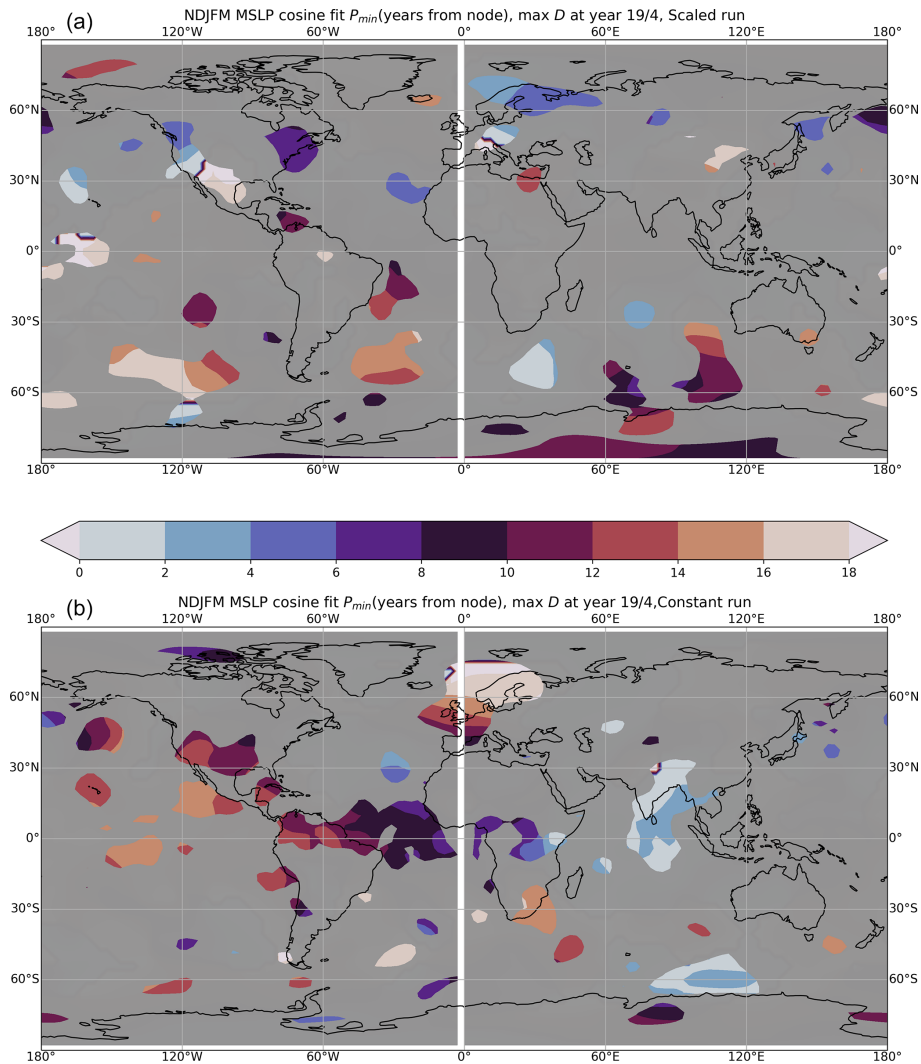 (a)
NDJFM MSLP cosine fit P_min(years from node), max D at year 19/4, Scaled run
180° 120°W 60°W 0° 60°E 120°E 180°
60°N
30°N
0°
30°S
60°S
60°N
30°N
0°
30°S
60°S
180° 120°W 60°W 0° 60°E 120°E 180°
0 2 4 6 8 10 12 14 16 18
(b)
NDJFM MSLP cosine fit P_min(years from node), max D at year 19/4,Constant run
180° 120°W 60°W 0° 60°E 120°E 180°
60°N
30°N
0°
30°S
60°S
60°N
30°N
0°
30°S
60°S
180° 120°W 60°W 0° 60°E 120°E 180°